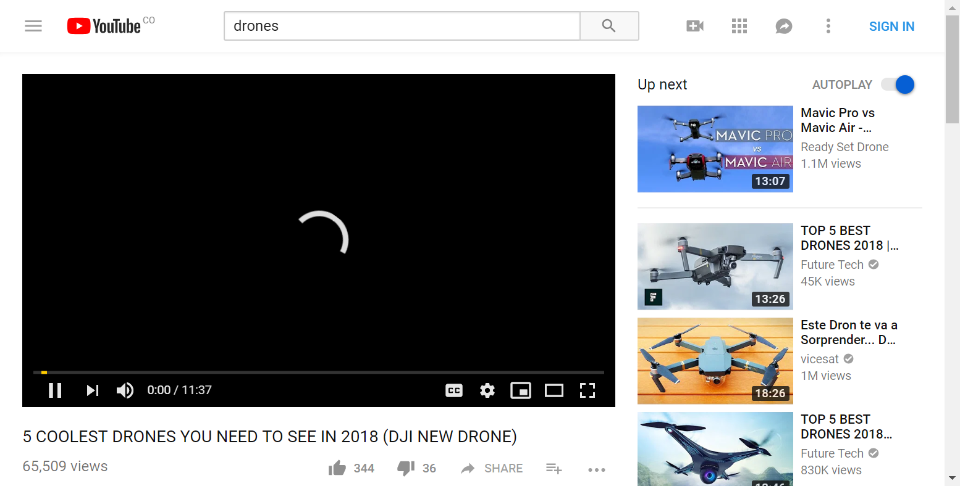 YouTube CO
drones
SIGN IN
Up next
AUTOPLAY
MAVIC PRO
vs
MAVIC AIR
13:07
Mavic Pro vs
Mavic Air -...
Ready Set Drone
1.1M views
13:26
TOP 5 BEST
DRONES 2018 |...
Future Tech
45K views
18:26
Este Dron te va a
Sorprender... D...
vicesat
1M views
TOP 5 BEST
DRONES 2018...
Future Tech
830K views
0:00 / 11:37
CC
5 COOLEST DRONES YOU NEED TO SEE IN 2018 (DJI NEW DRONE)
65,509 views
344
36
SHARE